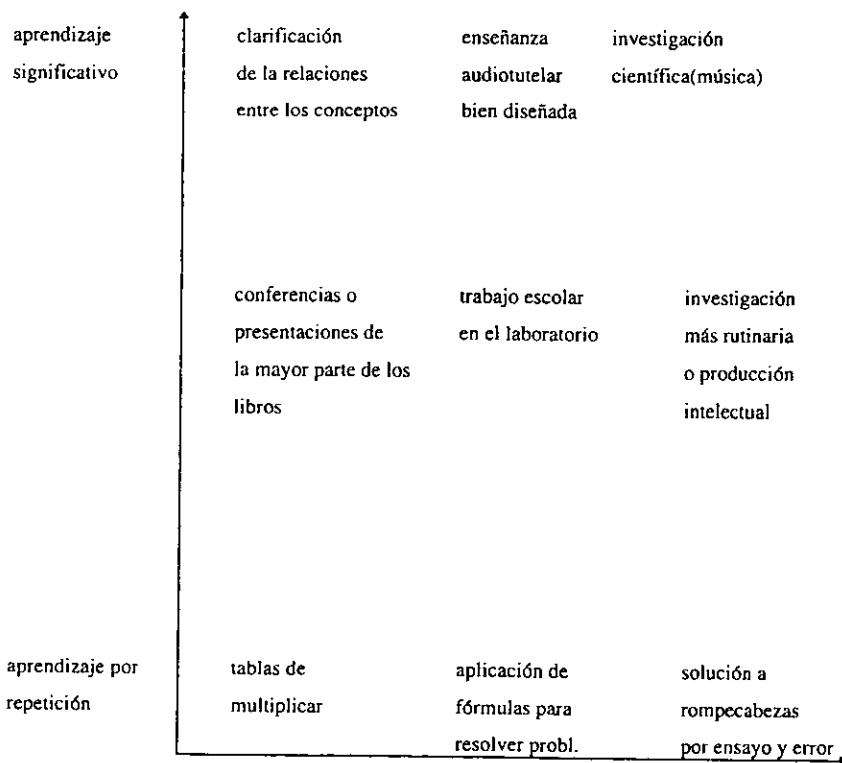 aprendizaje
significativo
clarificación
de la relaciones
entre los conceptos
enseñanza
audiotutelar
bien diseñada
investigación
científica(música)
conferencias o
presentaciones de
la mayor parte de los
libros
trabajo escolar
en el laboratorio
investigación
más rutinaria
o producción
intelectual
aprendizaje por
repetición
tablas de
multiplicar
aplicación de
fórmulas para
resolver probl.
solución a
rompecabezas
por ensayo y error